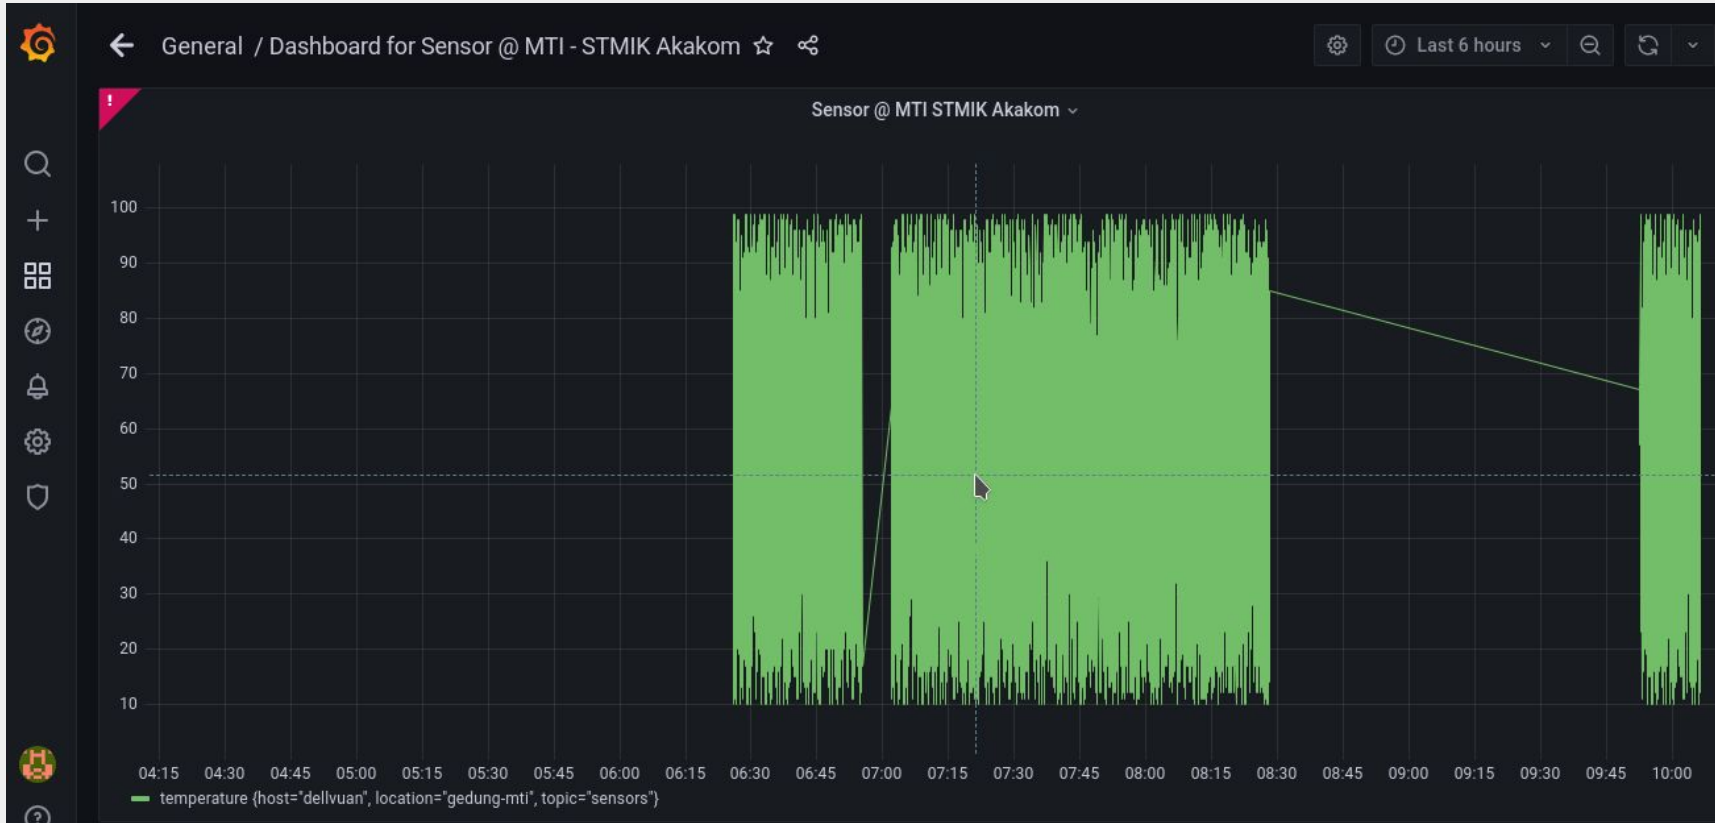 General / Dashboard for Sensor @ MTI - STMIK Akakom
Last 6 hours
!
Sensor @ MTI STMIK Akakom
100
90
80
70
60
50
40
30
20
10
04:15 04:30 04:45 05:00 05:15 05:30 05:45 06:00 06:15 06:30 06:45 07:00 07:15 07:30 07:45 08:00 08:15 08:30 08:45 09:00 09:15 09:30 09:45 10:00
temperature {host="dellvuan", location="gedung-mti", topic="sensors"}